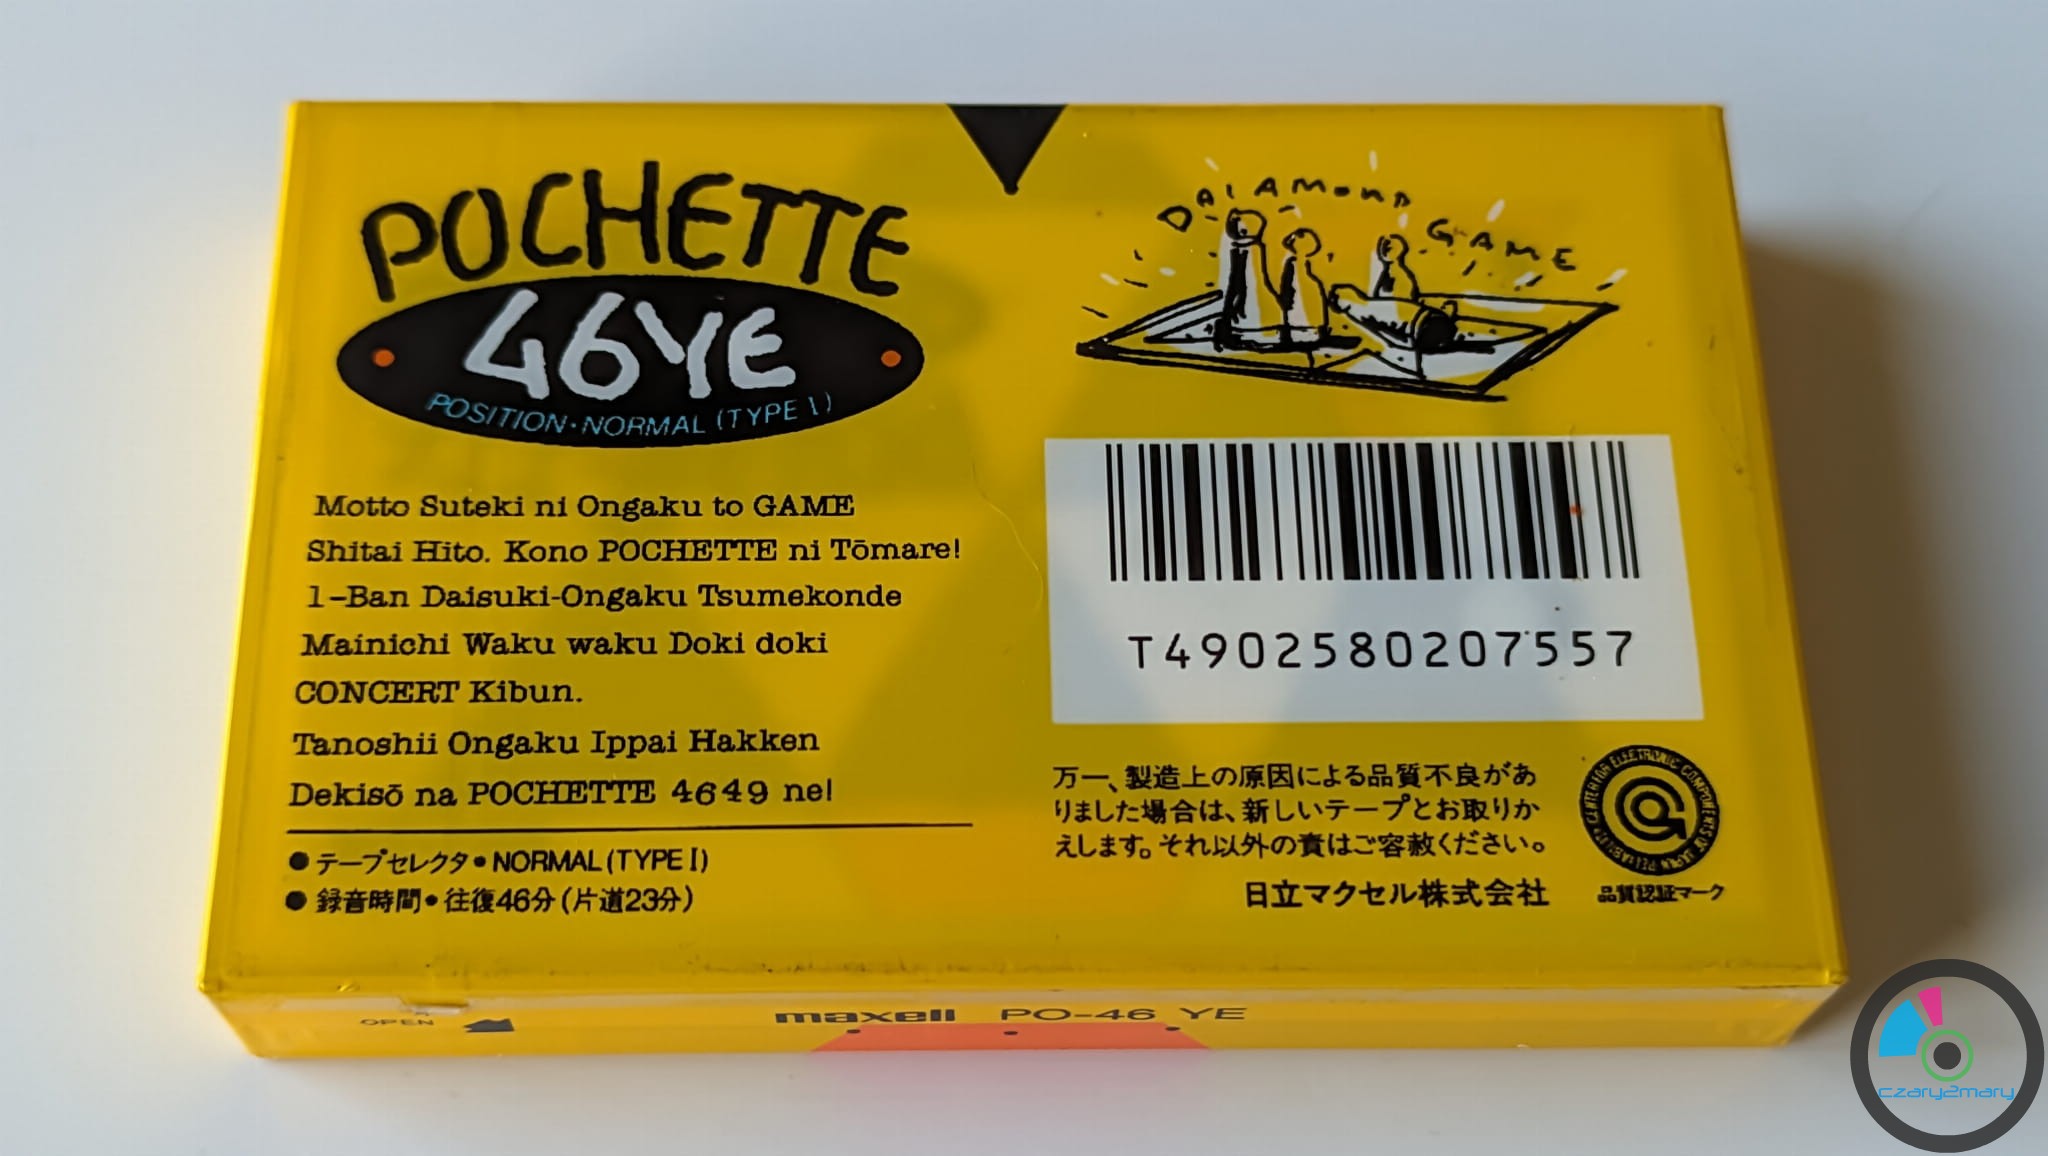 POCHETTE
46YE
POSITION·NORMAL (TYPE I)
DAIAMOND GAME
Motto Suteki ni Ongaku to GAME
Shitai Hito. Kono POCHETTE ni Tōmare!
1-Ban Daisuki-Ongaku Tsumekonde
Mainichi Waku waku Doki doki
CONCERT Kibun.
Tanoshii Ongaku Ippai Hakken
Dekisō na POCHETTE 4649 ne!
●テープセレクタ●NORMAL (TYPE I)
●録音時間●往復46分(片道23分)
T4902580207557
万一、製造上の原因による品質不良があ
りました場合は、新しいテープとお取りか
えします。それ以外の責はご容赦ください。
日立マクセル株式会社
RELIABILITY CENTER FOR ELECTRONIC COMPONENTS OF JAPAN
品質認証マーク
OPEN
maxell PO-46 YE
czary2mary